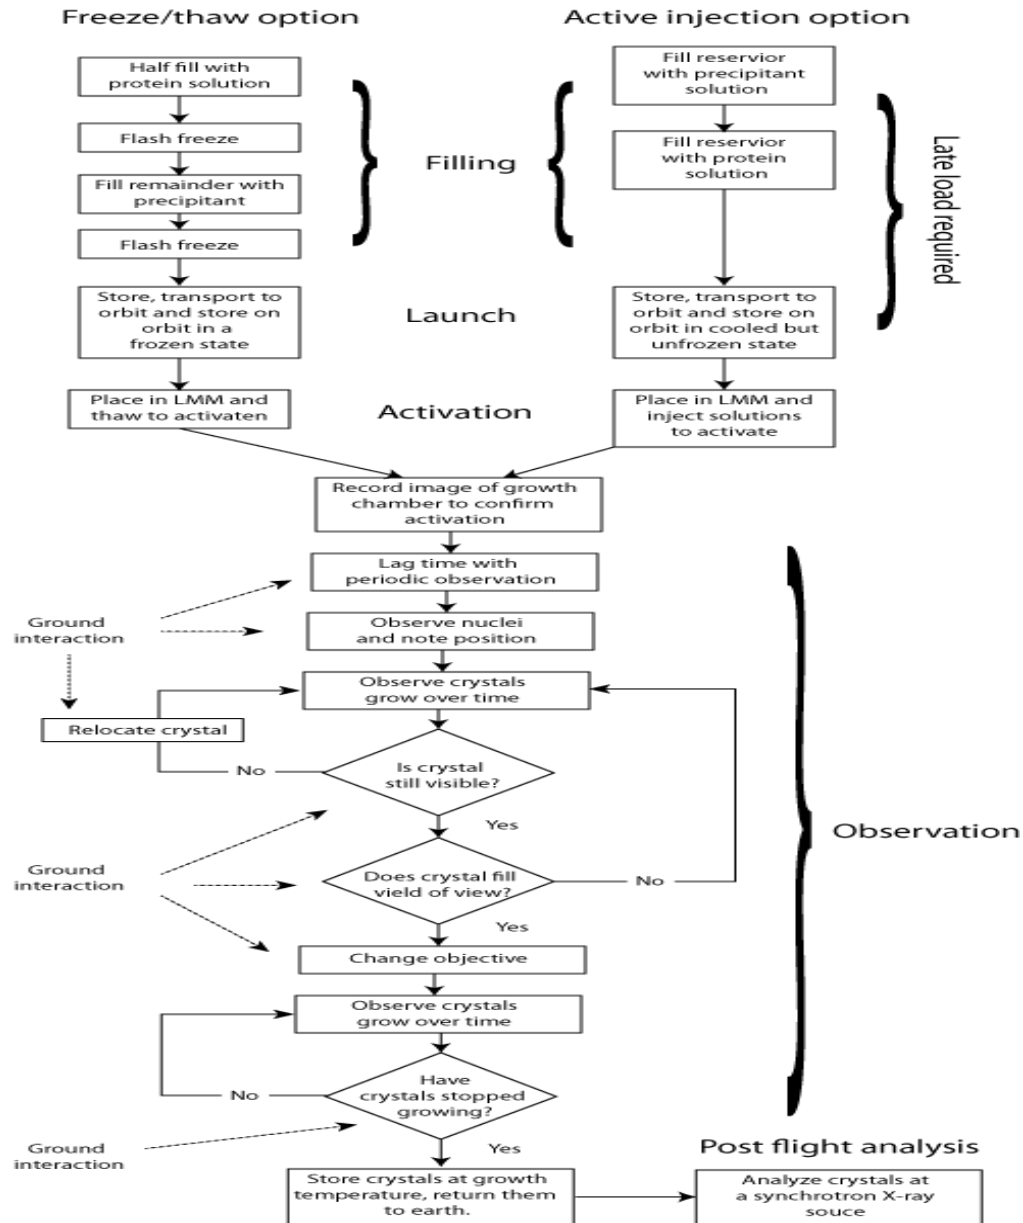 Freeze/thaw option
Active injection option
Half fill with
protein solution
Flash freeze
Fill remainder with
precipitant
Flash freeze
Filling
Fill reservior
with precipitant
solution
Fill reservior
with protein
solution
Late load required
Store, transport to
orbit and store on
orbit in a
frozen state
Launch
Store, transport to
orbit and store on
orbit in cooled but
unfrozen state
Place in LMM and
thaw to activaten
Activation
Place in LMM and
inject solutions
to activate
Record image of growth
chamber to confirm
activation
Lag time with
periodic observation
Ground
interaction
Observe nuclei
and note position
Observe crystals
grow over time
Relocate crystal
No
Is crystal
still visible?
Yes
Observation
Ground
interaction
Does crystal fill
vield of view?
No
Yes
Change objective
Observe crystals
grow over time
No
Have
crystals stopped
growing?
Ground
interaction
Yes
Post flight analysis
Store crystals at growth
temperature, return them
to earth.
Analyze crystals at
a synchrotron X-ray
souce